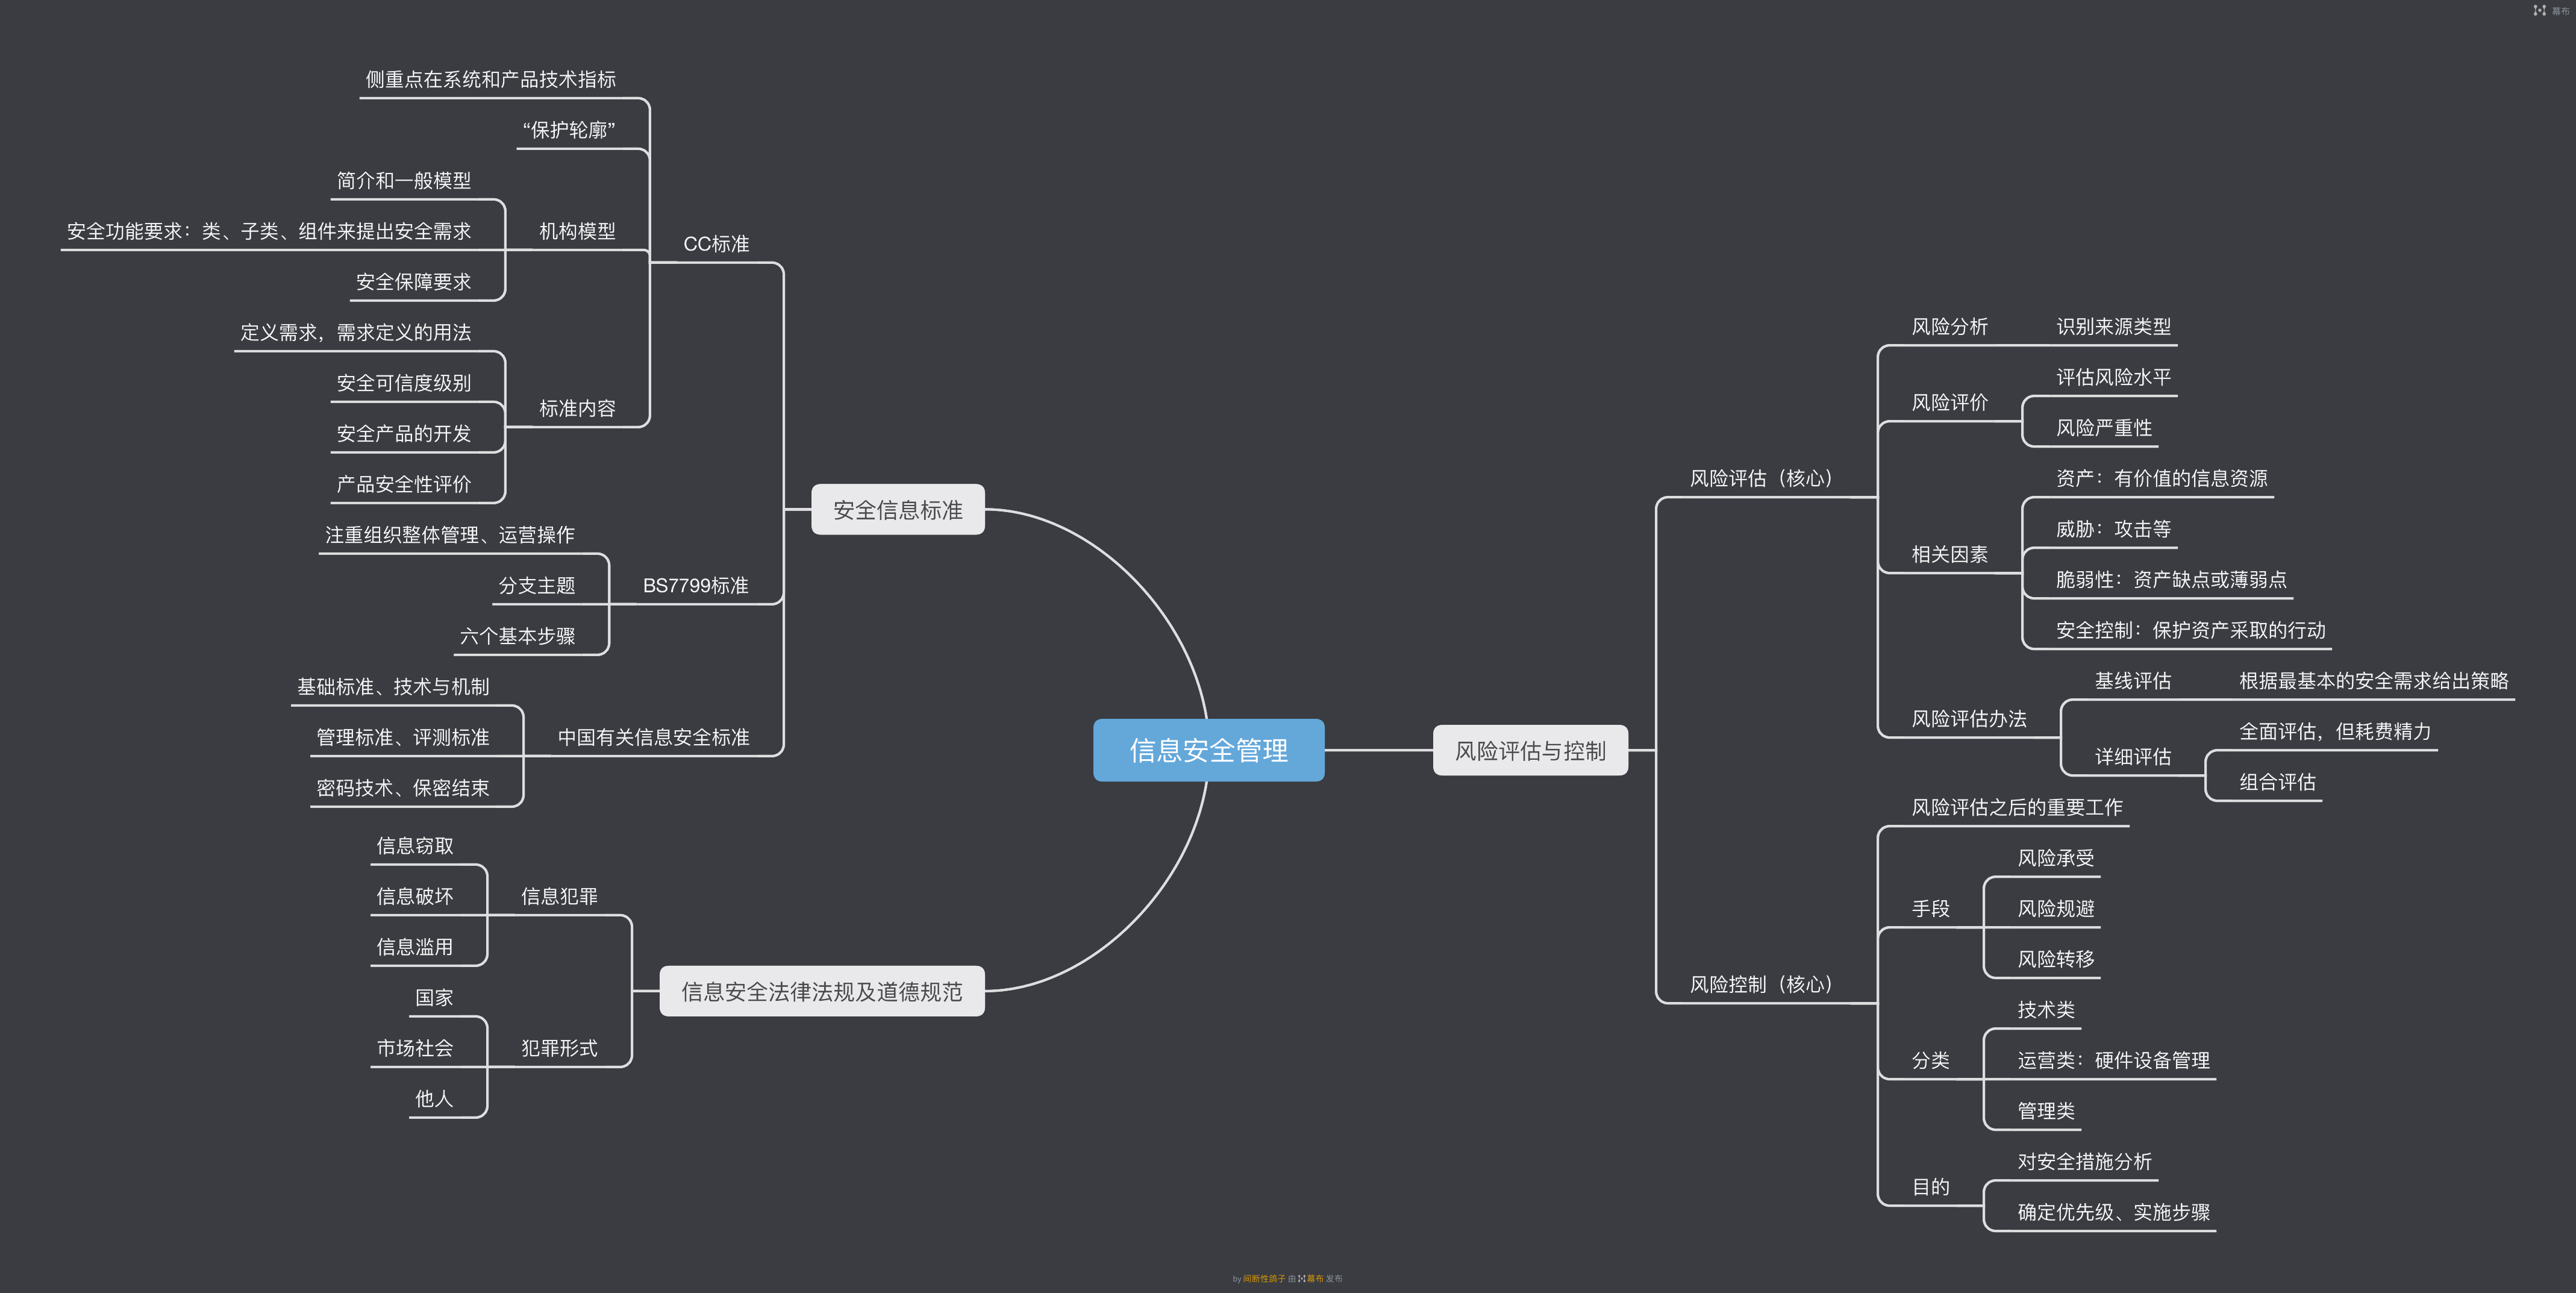 幕布
信息安全管理
风险评估与控制
风险评估（核心）
风险分析
识别来源类型
风险评价
评估风险水平
风险严重性
相关因素
资产：有价值的信息资源
威胁：攻击等
脆弱性：资产缺点或薄弱点
安全控制：保护资产采取的行动
风险评估办法
基线评估
根据最基本的安全需求给出策略
详细评估
全面评估，但耗费精力
组合评估
风险控制（核心）
风险评估之后的重要工作
手段
风险承受
风险规避
风险转移
分类
技术类
运营类：硬件设备管理
管理类
目的
对安全措施分析
确定优先级、实施步骤
安全信息标准
CC标准
侧重点在系统和产品技术指标
“保护轮廓”
机构模型
简介和一般模型
安全功能要求：类、子类、组件来提出安全需求
安全保障要求
标准内容
定义需求，需求定义的用法
安全可信度级别
安全产品的开发
产品安全性评价
BS7799标准
注重组织整体管理、运营操作
分支主题
六个基本步骤
中国有关信息安全标准
基础标准、技术与机制
管理标准、评测标准
密码技术、保密结束
信息安全法律法规及道德规范
信息犯罪
信息窃取
信息破坏
信息滥用
犯罪形式
国家
市场社会
他人
by 间断性鸽子 由 幕布 发布